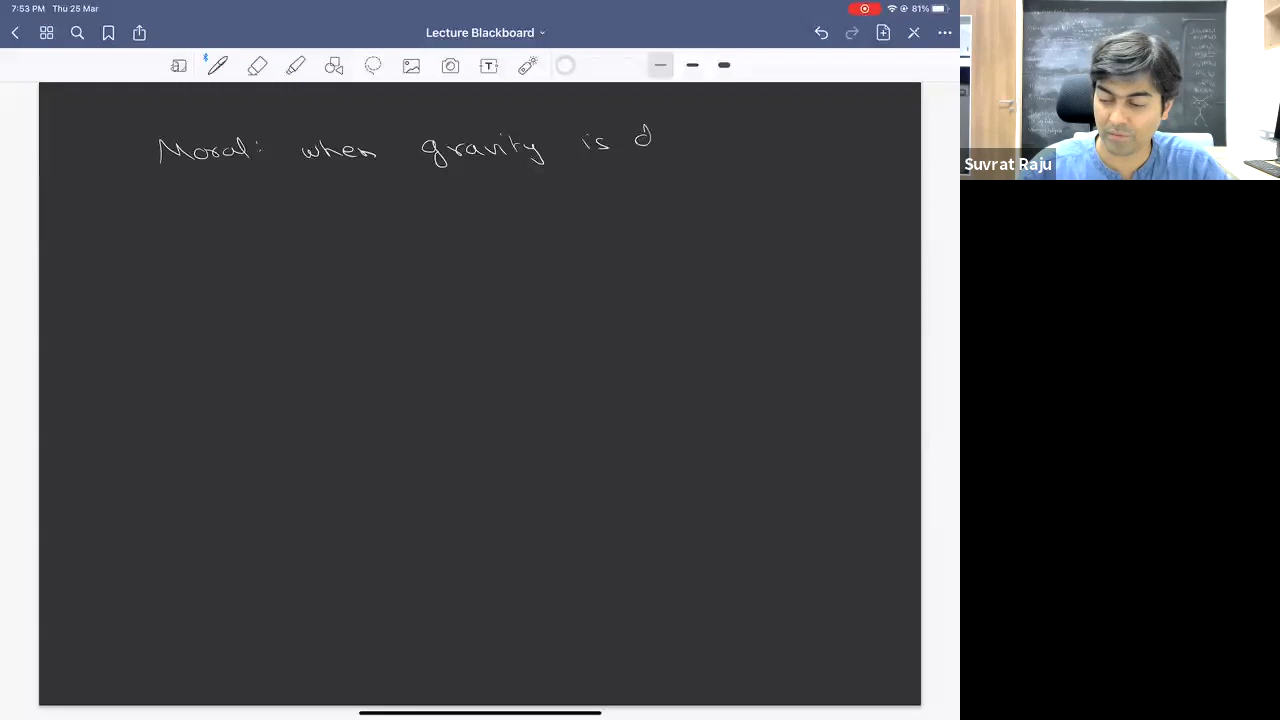 7:53 PM Thu 25 Mar
81%
Lecture Blackboard
T
Moral: when gravity is d
Suvrat Raju